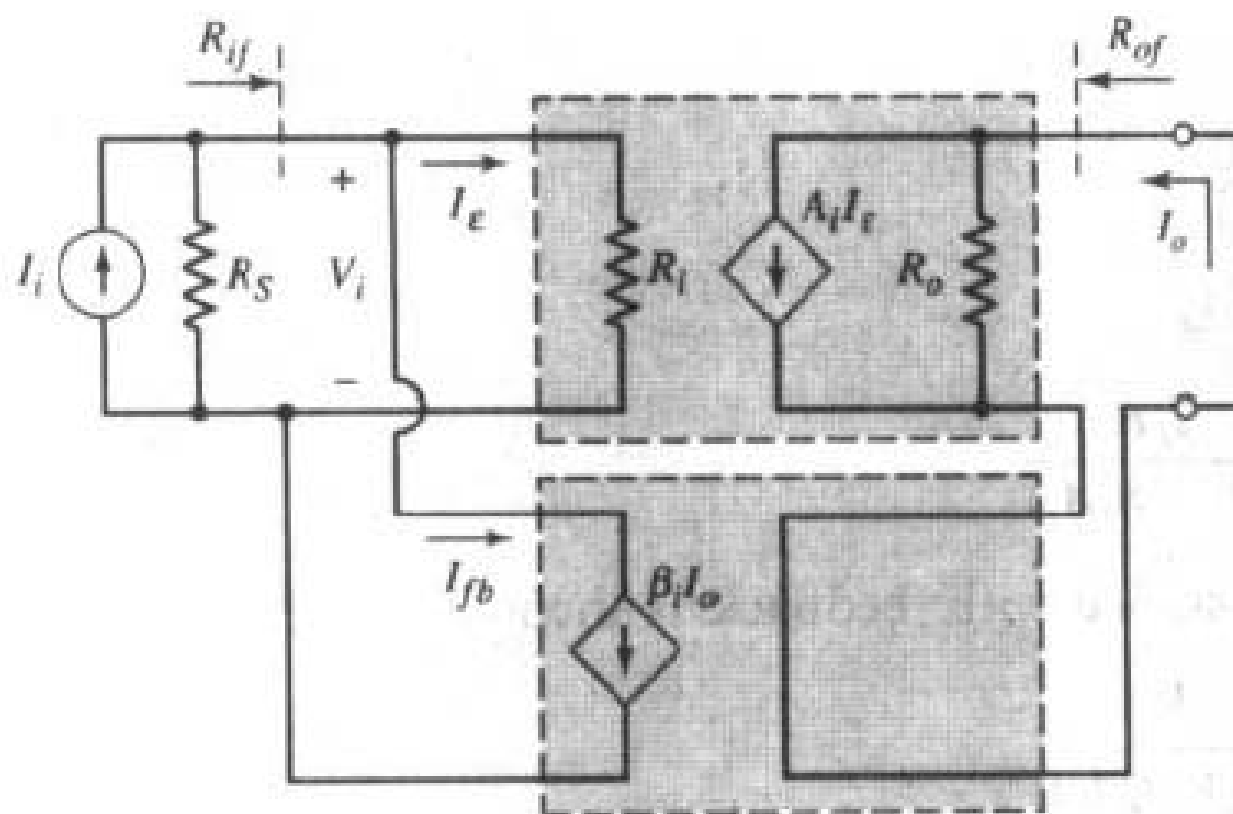 R_if
R_of
+
I_ε
A_i I_ε
I_o
I_i
R_S
V_i
R_i
R_o
−
I_fb
β_i I_o